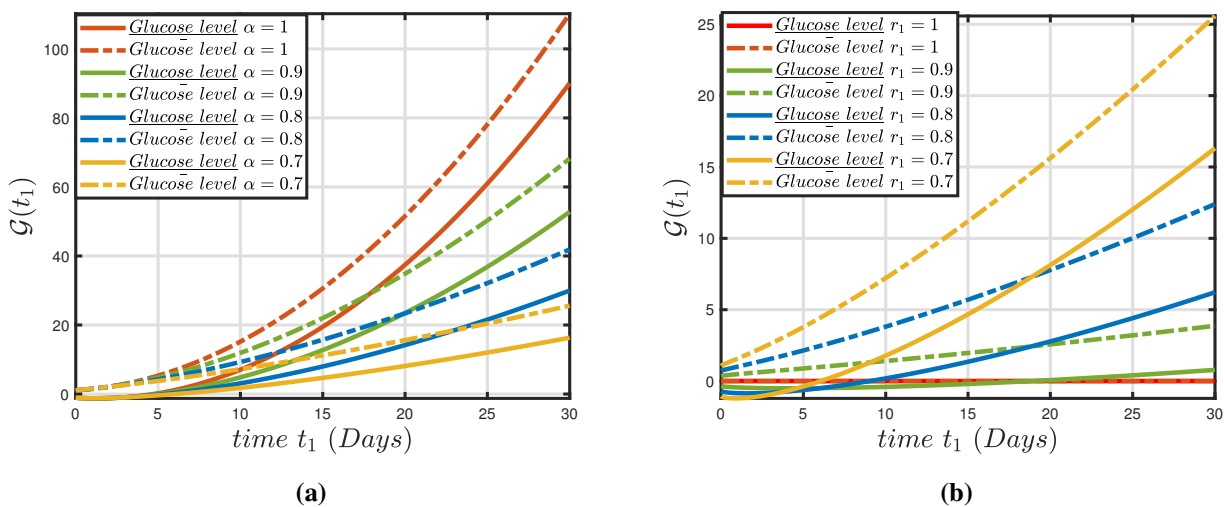 Glucose level α = 1
Glucose level α = 1
Glucose level α = 0.9
Glucose level α = 0.9
Glucose level α = 0.8
Glucose level α = 0.8
Glucose level α = 0.7
Glucose level α = 0.7
100
80
60
40
20
0
𝒢(t₁)
0 5 10 15 20 25 30
time t₁ (Days)
(a)
Glucose level r₁ = 1
Glucose level r₁ = 1
Glucose level r₁ = 0.9
Glucose level r₁ = 0.9
Glucose level r₁ = 0.8
Glucose level r₁ = 0.8
Glucose level r₁ = 0.7
Glucose level r₁ = 0.7
25
20
15
10
5
0
𝒢(t₁)
0 5 10 15 20 25 30
time t₁ (Days)
(b)